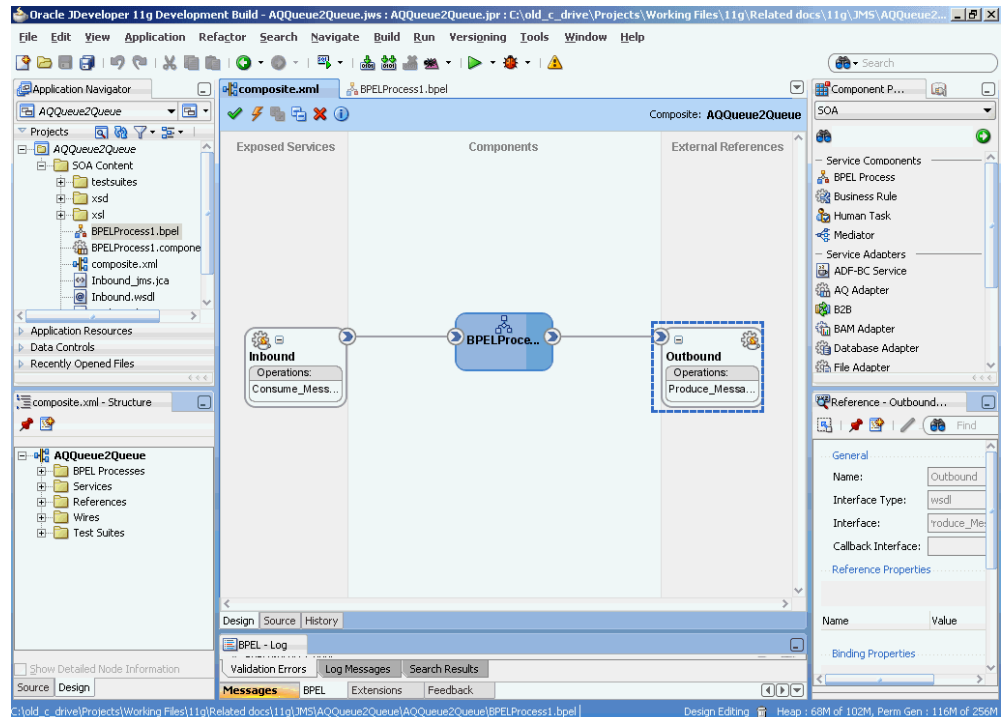 Oracle JDeveloper 11g Development Build - AQQueue2Queue.jws : AQQueue2Queue.jpr : C:\old_c_drive\Projects\Working Files\11g\Related docs\11g\JMS\AQQueue2...
File Edit View Application Refactor Search Navigate Build Run Versioning Tools Window Help
Search
Application Navigator
AQQueue2Queue
Projects
AQQueue2Queue
SOA Content
testsuites
xsd
xsl
BPELProcess1.bpel
BPELProcess1.compone
composite.xml
Inbound_jms.jca
Inbound.wsdl
Application Resources
Data Controls
Recently Opened Files
composite.xml - Structure
AQQueue2Queue
BPEL Processes
Services
References
Wires
Test Suites
Show Detailed Node Information
Source Design
composite.xml BPELProcess1.bpel
Composite: AQQueue2Queue
Exposed Services Components External References
Inbound
Operations:
Consume_Mess...
BPELProce...
Outbound
Operations:
Produce_Messa...
Design Source History
BPEL - Log
Validation Errors Log Messages Search Results
Messages BPEL Extensions Feedback
Component P...
SOA
Service Components
BPEL Process
Business Rule
Human Task
Mediator
Service Adapters
ADF-BC Service
AQ Adapter
B2B
BAM Adapter
Database Adapter
File Adapter
Reference - Outboun...
Find
General
Name: Outbound
Interface Type: wsdl
Interface: roduce_Me
Callback Interface:
Reference Properties
Name Value
Binding Properties
C:\old_c_drive\Projects\Working Files\11g\Related docs\11g\JMS\AQQueue2Queue\AQQueue2Queue\BPELProcess1.bpel Design Editing Heap : 68M of 102M, Perm Gen : 116M of 256M